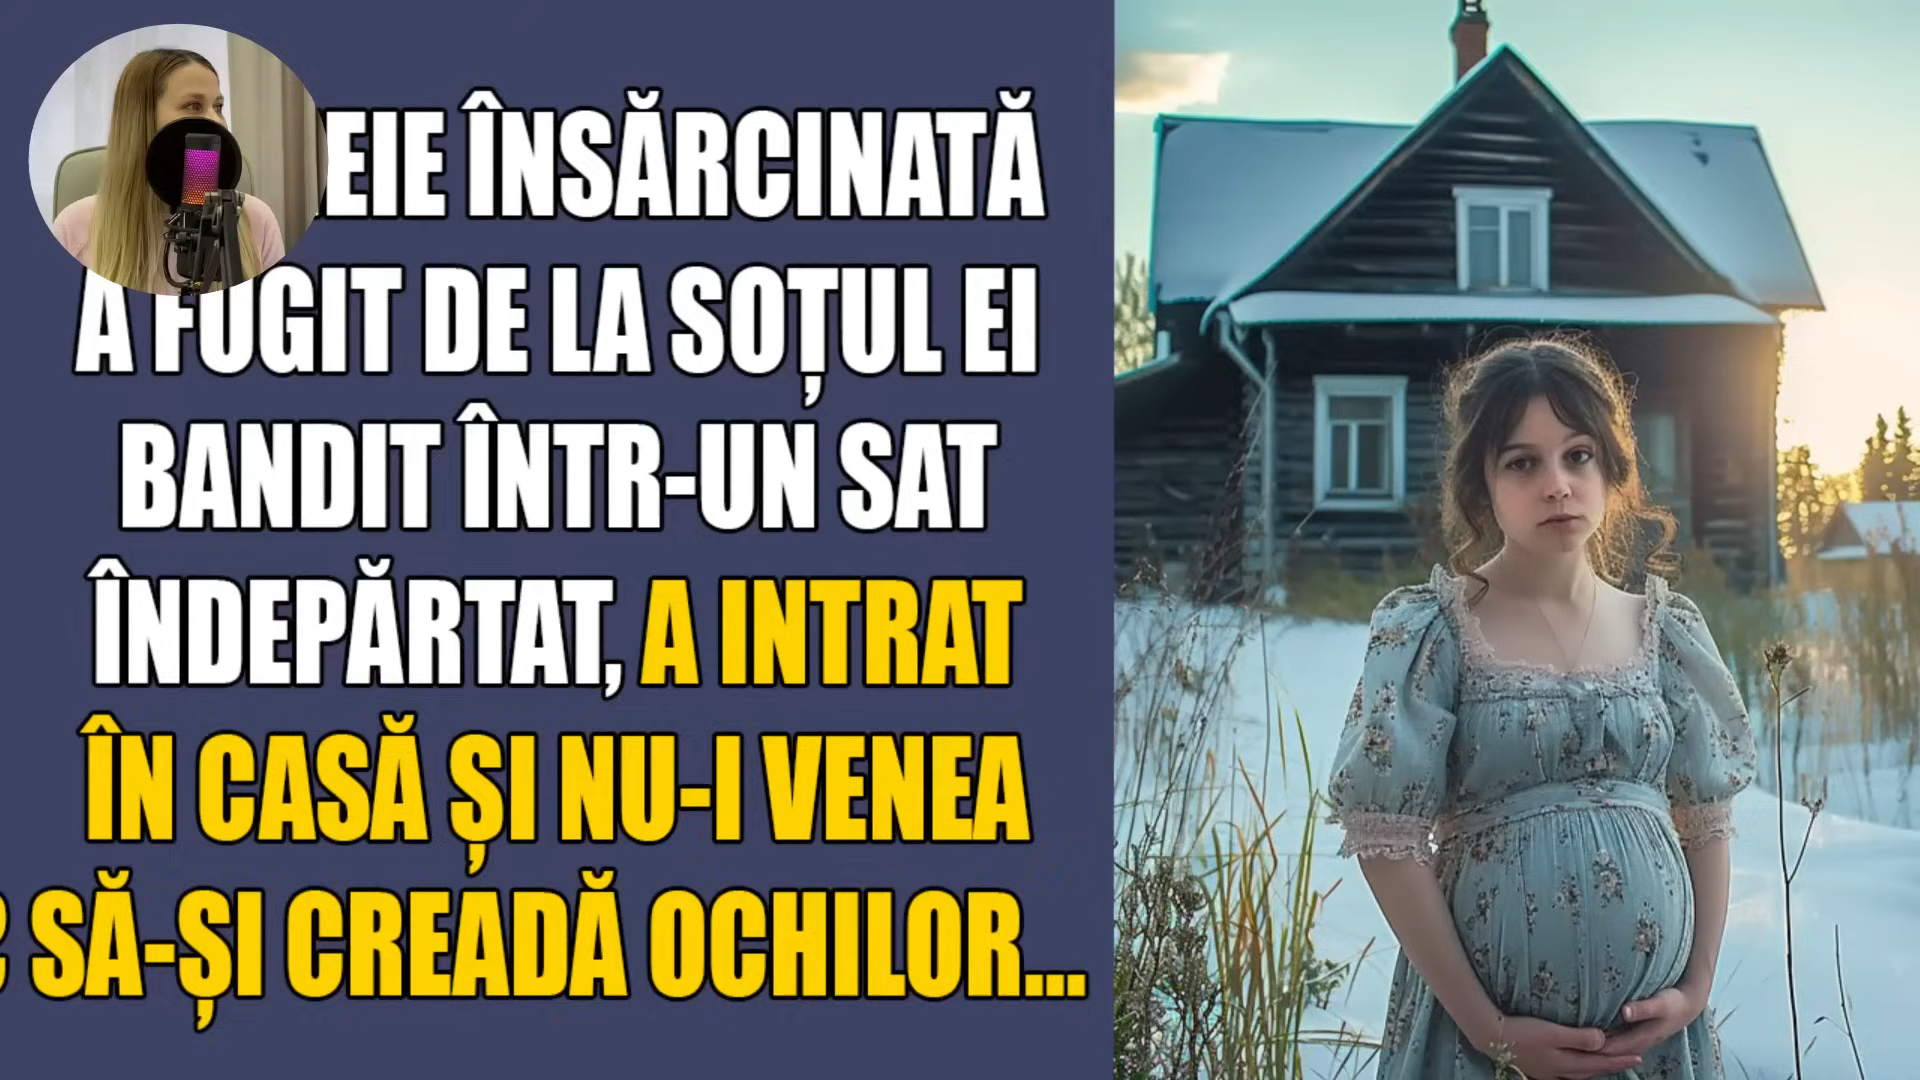 ÎNSĂRCINATĂ
A FUGIT DE LA SOȚUL EI
BANDIT ÎNTR-UN SAT
ÎNDEPĂRTAT, A INTRAT
ÎN CASĂ ȘI NU-I VENEA
SĂ-ȘI CREADĂ OCHILOR...